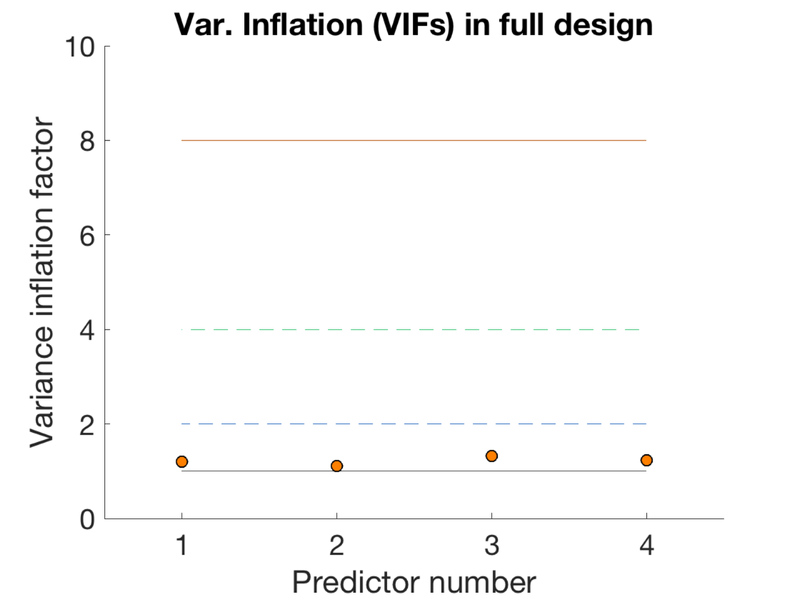 Var. Inflation (VIFs) in full design
Variance inflation factor
10
8
6
4
2
0
1 2 3 4
Predictor number